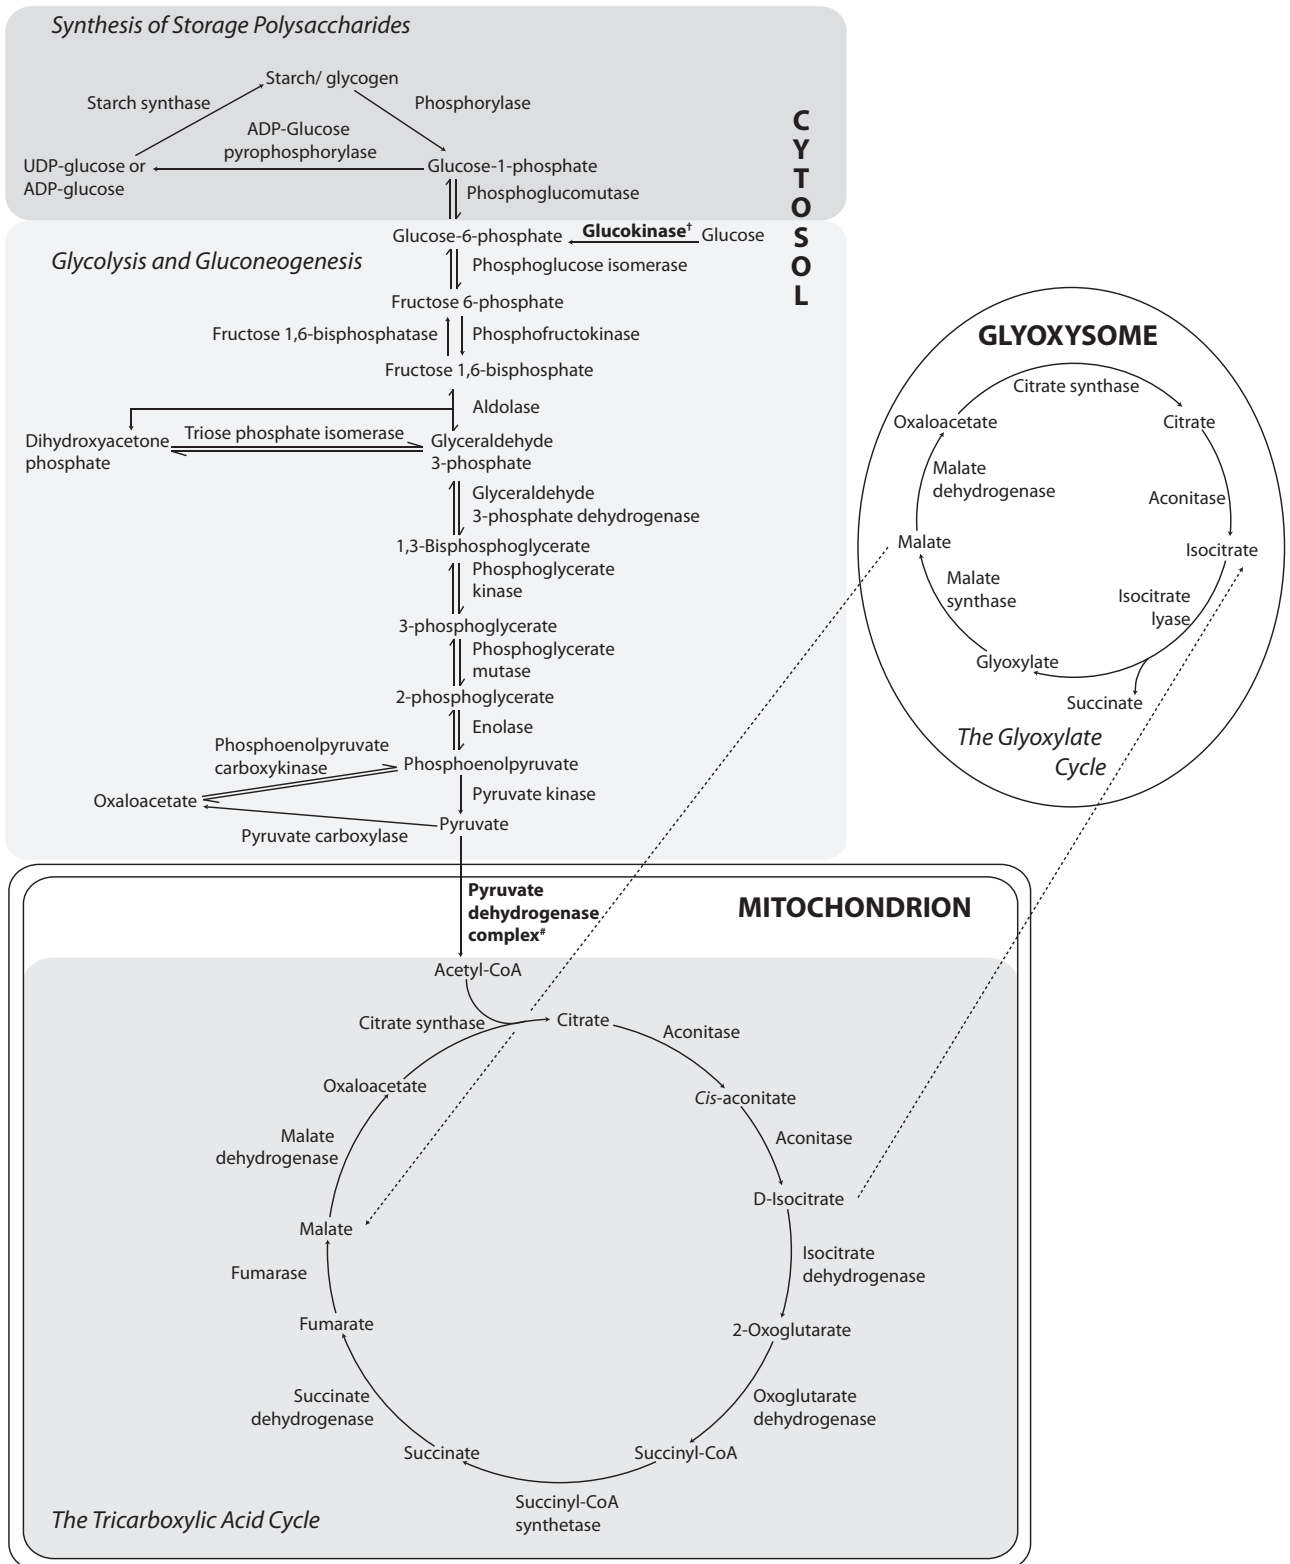 Synthesis of Storage Polysaccharides
Starch/ glycogen
Starch synthase
Phosphorylase
ADP-Glucose
pyrophosphorylase
UDP-glucose or
ADP-glucose
Glucose-1-phosphate
Phosphoglucomutase
CYTOSOL
Glucose-6-phosphate
Glucokinase†
Glucose
Glycolysis and Gluconeogenesis
Phosphoglucose isomerase
Fructose 6-phosphate
Fructose 1,6-bisphosphatase
Phosphofructokinase
Fructose 1,6-bisphosphate
Aldolase
Dihydroxyacetone
phosphate
Triose phosphate isomerase
Glyceraldehyde
3-phosphate
Glyceraldehyde
3-phosphate dehydrogenase
1,3-Bisphosphoglycerate
Phosphoglycerate
kinase
3-phosphoglycerate
Phosphoglycerate
mutase
2-phosphoglycerate
Enolase
Phosphoenolpyruvate
carboxykinase
Phosphoenolpyruvate
Oxaloacetate
Pyruvate kinase
Pyruvate carboxylase
Pyruvate
GLYOXYSOME
Citrate synthase
Oxaloacetate
Citrate
Malate
dehydrogenase
Aconitase
Malate
Isocitrate
Malate
synthase
Isocitrate
lyase
Glyoxylate
Succinate
The Glyoxylate
Cycle
Pyruvate
dehydrogenase
complex#
MITOCHONDRION
Acetyl-CoA
Citrate synthase
Citrate
Aconitase
Oxaloacetate
Cis-aconitate
Malate
dehydrogenase
Aconitase
D-Isocitrate
Malate
Isocitrate
dehydrogenase
Fumarase
Fumarate
2-Oxoglutarate
Succinate
dehydrogenase
Oxoglutarate
dehydrogenase
Succinate
Succinyl-CoA
Succinyl-CoA
synthetase
The Tricarboxylic Acid Cycle